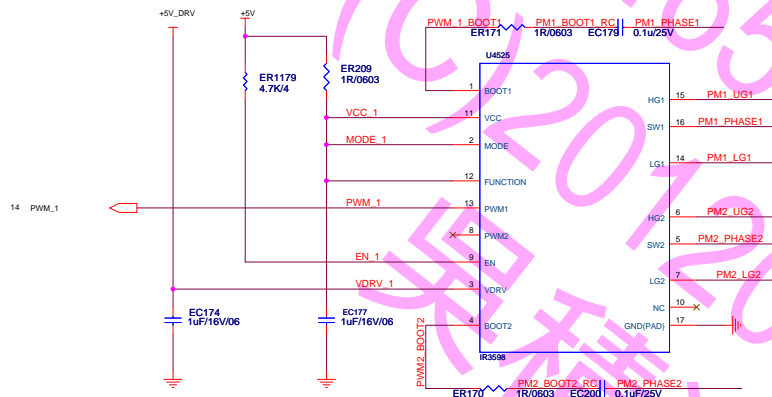 +5V_DRV
+5V
PWM_1_BOOT1
PM1_BOOT1_RC
PM1_PHASE1
ER171
1R/0603
EC179
0.1u/25V
U4525
ER1179
4.7K/4
ER209
1R/0603
1 BOOT1
HG1 15 PM1_UG1
VCC_1 11 VCC
SW1 16 PM1_PHASE1
MODE_1 2 MODE
LG1 14 PM1_LG1
12 FUNCTION
14 PWM_1
PWM_1 13 PWM1
HG2 6 PM2_UG2
8 PWM2
SW2 5 PM2_PHASE2
EN_1 9 EN
LG2 7 PM2_LG2
VDRV_1 3 VDRV
NC 10
EC174
1uF/16V/06
EC177
1uF/16V/06
4 BOOT2
GND(PAD) 17
PWM2_BOOT2
IR3598
PM2_BOOT2_RC
PM2_PHASE2
ER170
1R/0603
EC200
0.1uF/25V
(C)2012